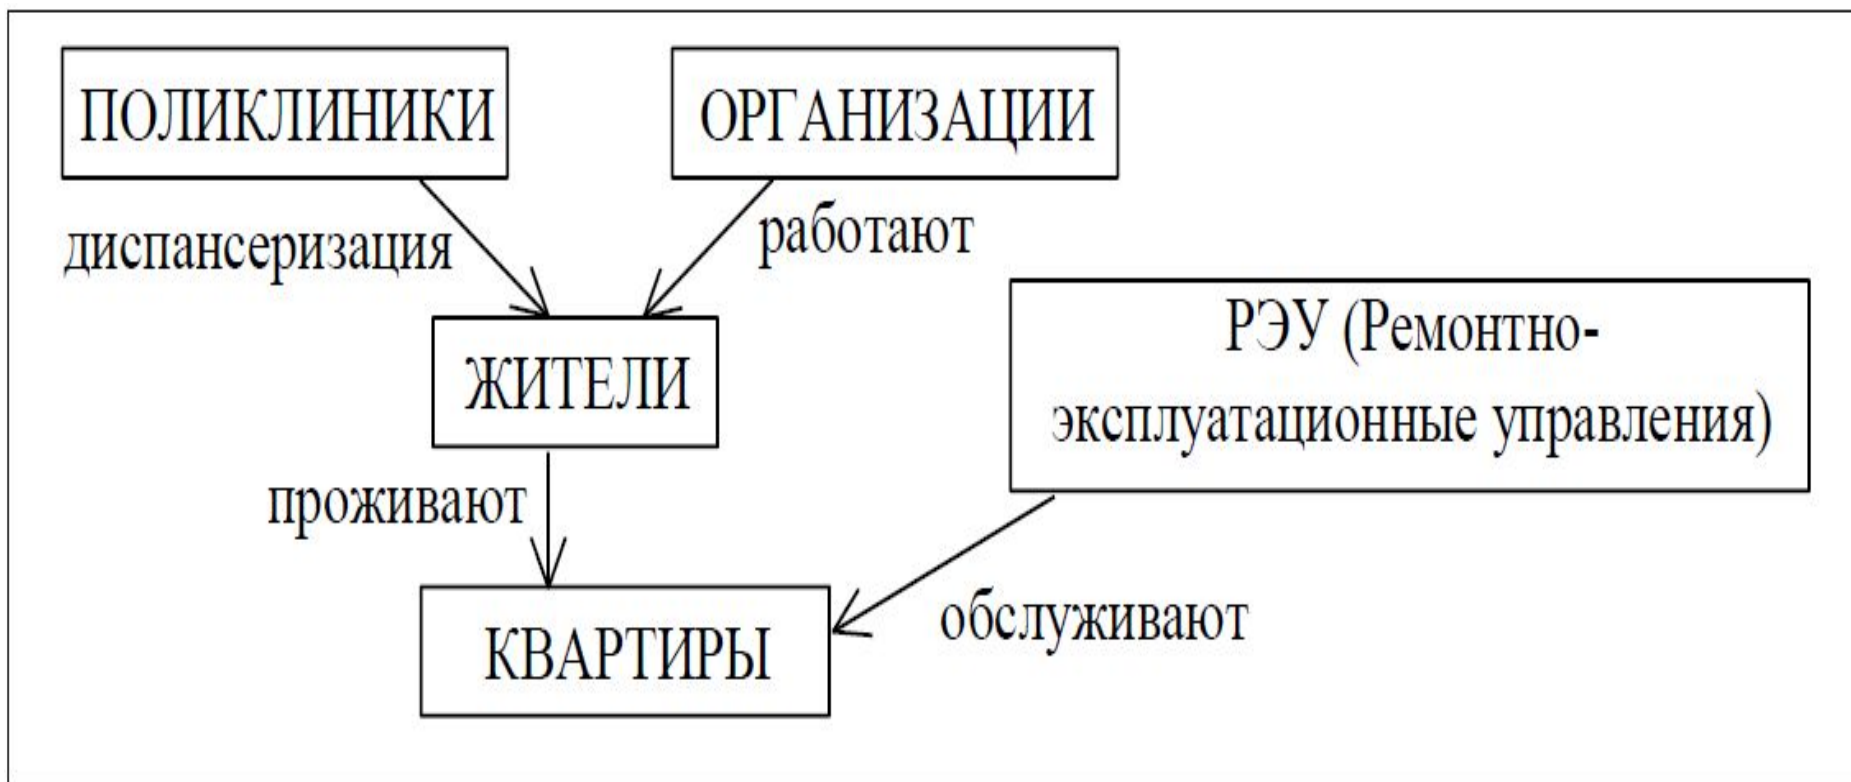 ПОЛИКЛИНИКИ
ОРГАНИЗАЦИИ
диспансеризация
работают
ЖИТЕЛИ
РЭУ (Ремонтно-
эксплуатационные управления)
проживают
обслуживают
КВАРТИРЫ